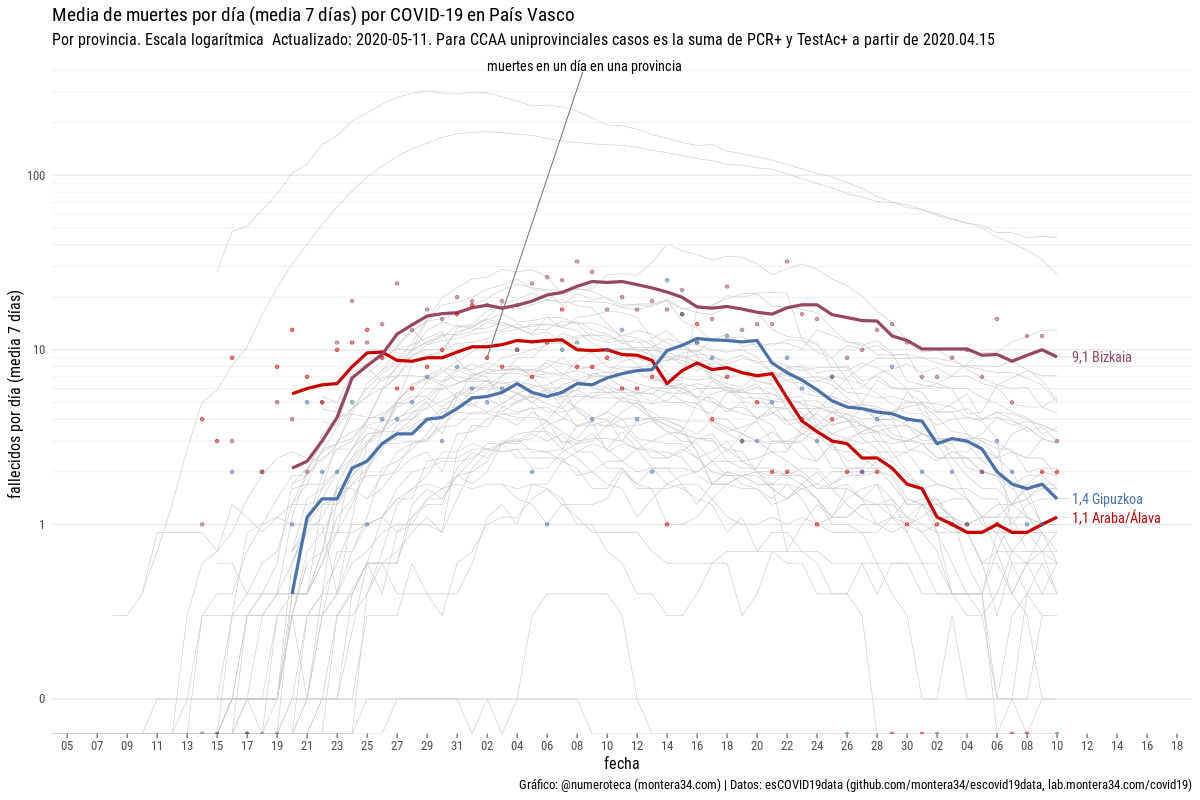 Media de muertes por día (media 7 días) por COVID-19 en País Vasco
Por provincia. Escala logarítmica  Actualizado: 2020-05-11. Para CCAA uniprovinciales casos es la suma de PCR+ y TestAc+ a partir de 2020.04.15
muertes en un día en una provincia
fallecidos por día (media 7 días)
100
10
1
0
9,1 Bizkaia
1,4 Gipuzkoa
1,1 Araba/Álava
05 07 09 11 13 15 17 19 21 23 25 27 29 31 02 04 06 08 10 12 14 16 18 20 22 24 26 28 30 02 04 06 08 10 12 14 16 18
fecha
Gráfico: @numeroteca (montera34.com) | Datos: esCOVID19data (github.com/montera34/escovid19data, lab.montera34.com/covid19)